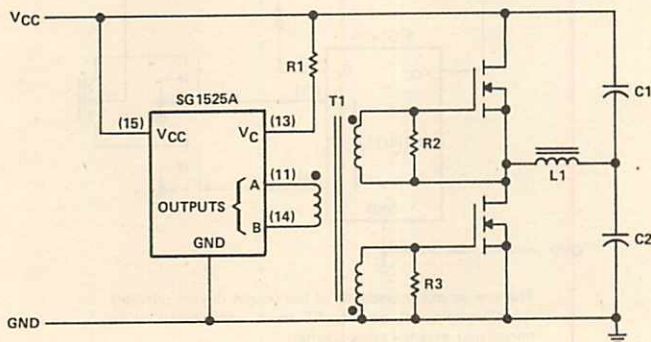 VCC
R1
SG1525A
T1
C1
(15)
VCC
VC
(13)
R2
(11)
A
L1
OUTPUTS
B
(14)
GND
R3
C2
GND